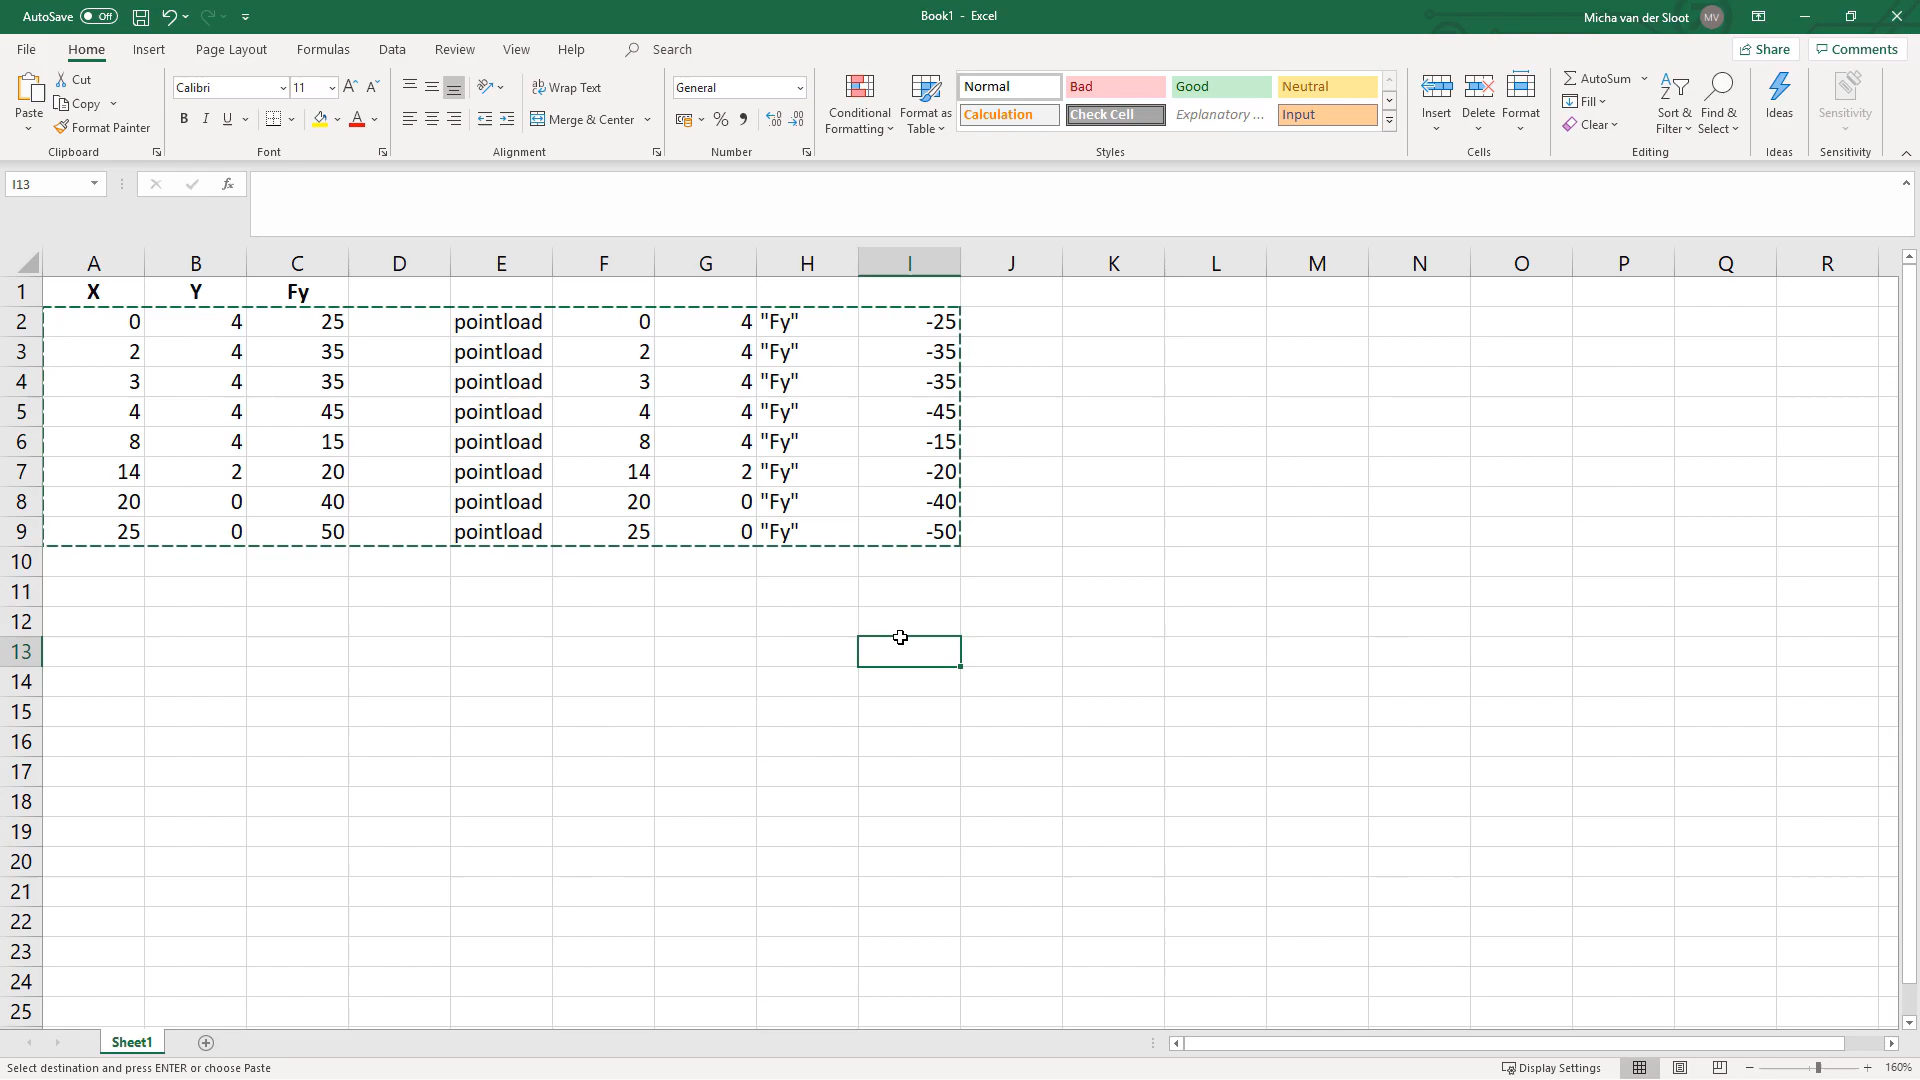 AutoSave Off Book1 - Excel Micha van der Sloot MV
File Home Insert Page Layout Formulas Data Review View Help Search Share Comments
Paste Cut Copy Format Painter Clipboard
Calibri 11 B I U Font
Wrap Text Merge & Center Alignment
General % Number
Conditional Formatting Format as Table
Normal Bad Good Neutral
Calculation Check Cell Explanatory ... Input
Styles
Insert Delete Format Cells
AutoSum Fill Clear Sort & Filter Find & Select Editing
Ideas Ideas
Sensitivity Sensitivity
I13 fx
A B C D E F G H I J K L M N O P Q R
1 X Y Fy
2 0 4 25 pointload 0 4 "Fy" -25
3 2 4 35 pointload 2 4 "Fy" -35
4 3 4 35 pointload 3 4 "Fy" -35
5 4 4 45 pointload 4 4 "Fy" -45
6 8 4 15 pointload 8 4 "Fy" -15
7 14 2 20 pointload 14 2 "Fy" -20
8 20 0 40 pointload 20 0 "Fy" -40
9 25 0 50 pointload 25 0 "Fy" -50
10
11
12
13
14
15
16
17
18
19
20
21
22
23
24
25
Sheet1
Select destination and press ENTER or choose Paste Display Settings 160%